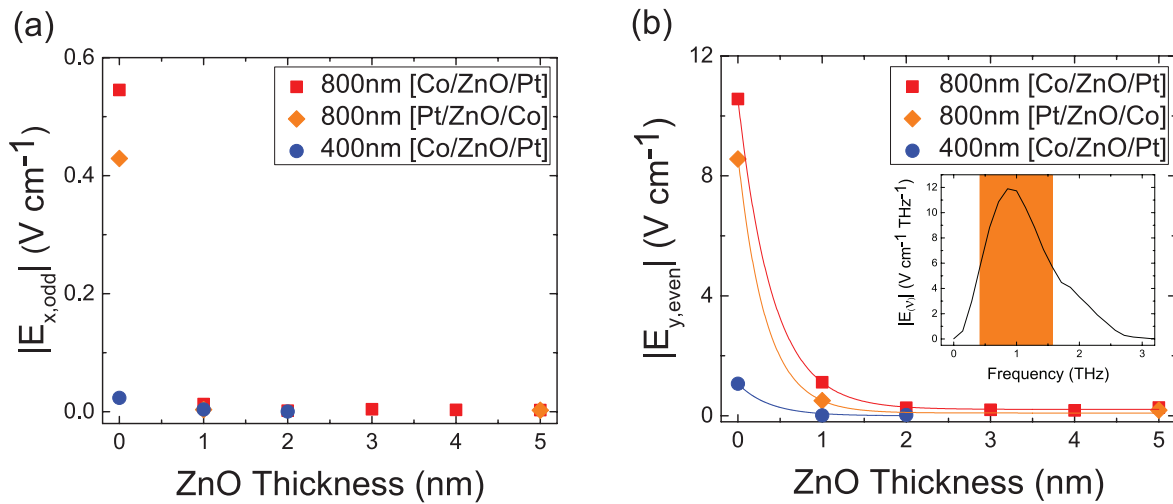 (a)
|E_{x,odd}| (V cm⁻¹)
0.6
0.4
0.2
0.0
800nm [Co/ZnO/Pt]
800nm [Pt/ZnO/Co]
400nm [Co/ZnO/Pt]
0 1 2 3 4 5
ZnO Thickness (nm)
(b)
|E_{y,even}| (V cm⁻¹)
12
8
4
0
800nm [Co/ZnO/Pt]
800nm [Pt/ZnO/Co]
400nm [Co/ZnO/Pt]
|E_{(ν)}| (V cm⁻¹ THz⁻¹)
12
10
8
6
4
2
0
0 1 2 3
Frequency (THz)
0 1 2 3 4 5
ZnO Thickness (nm)